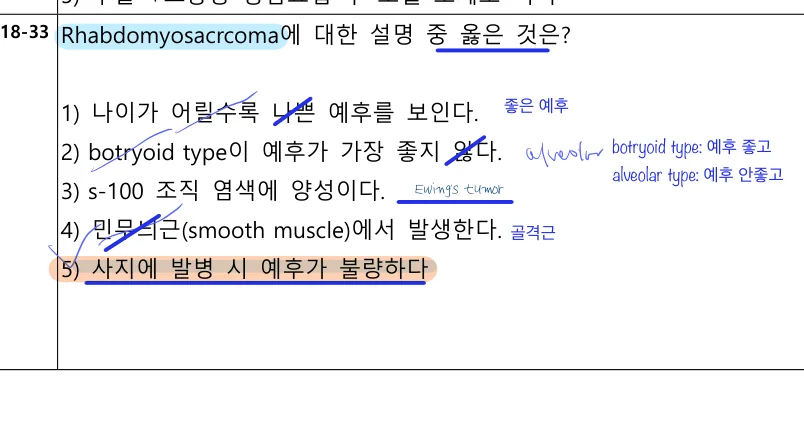 18-33 Rhabdomyosacrcoma에 대한 설명 중 옳은 것은?
1) 나이가 어릴수록 나쁜 예후를 보인다. 좋은 예후
2) botryoid type이 예후가 가장 좋지 않다. alveolar botryoid type: 예후 좋고
alveolar type: 예후 안좋고
3) s-100 조직 염색에 양성이다. Ewing's tumor
4) 민무늬근(smooth muscle)에서 발생한다. 골격근
5) 사지에 발병 시 예후가 불량하다